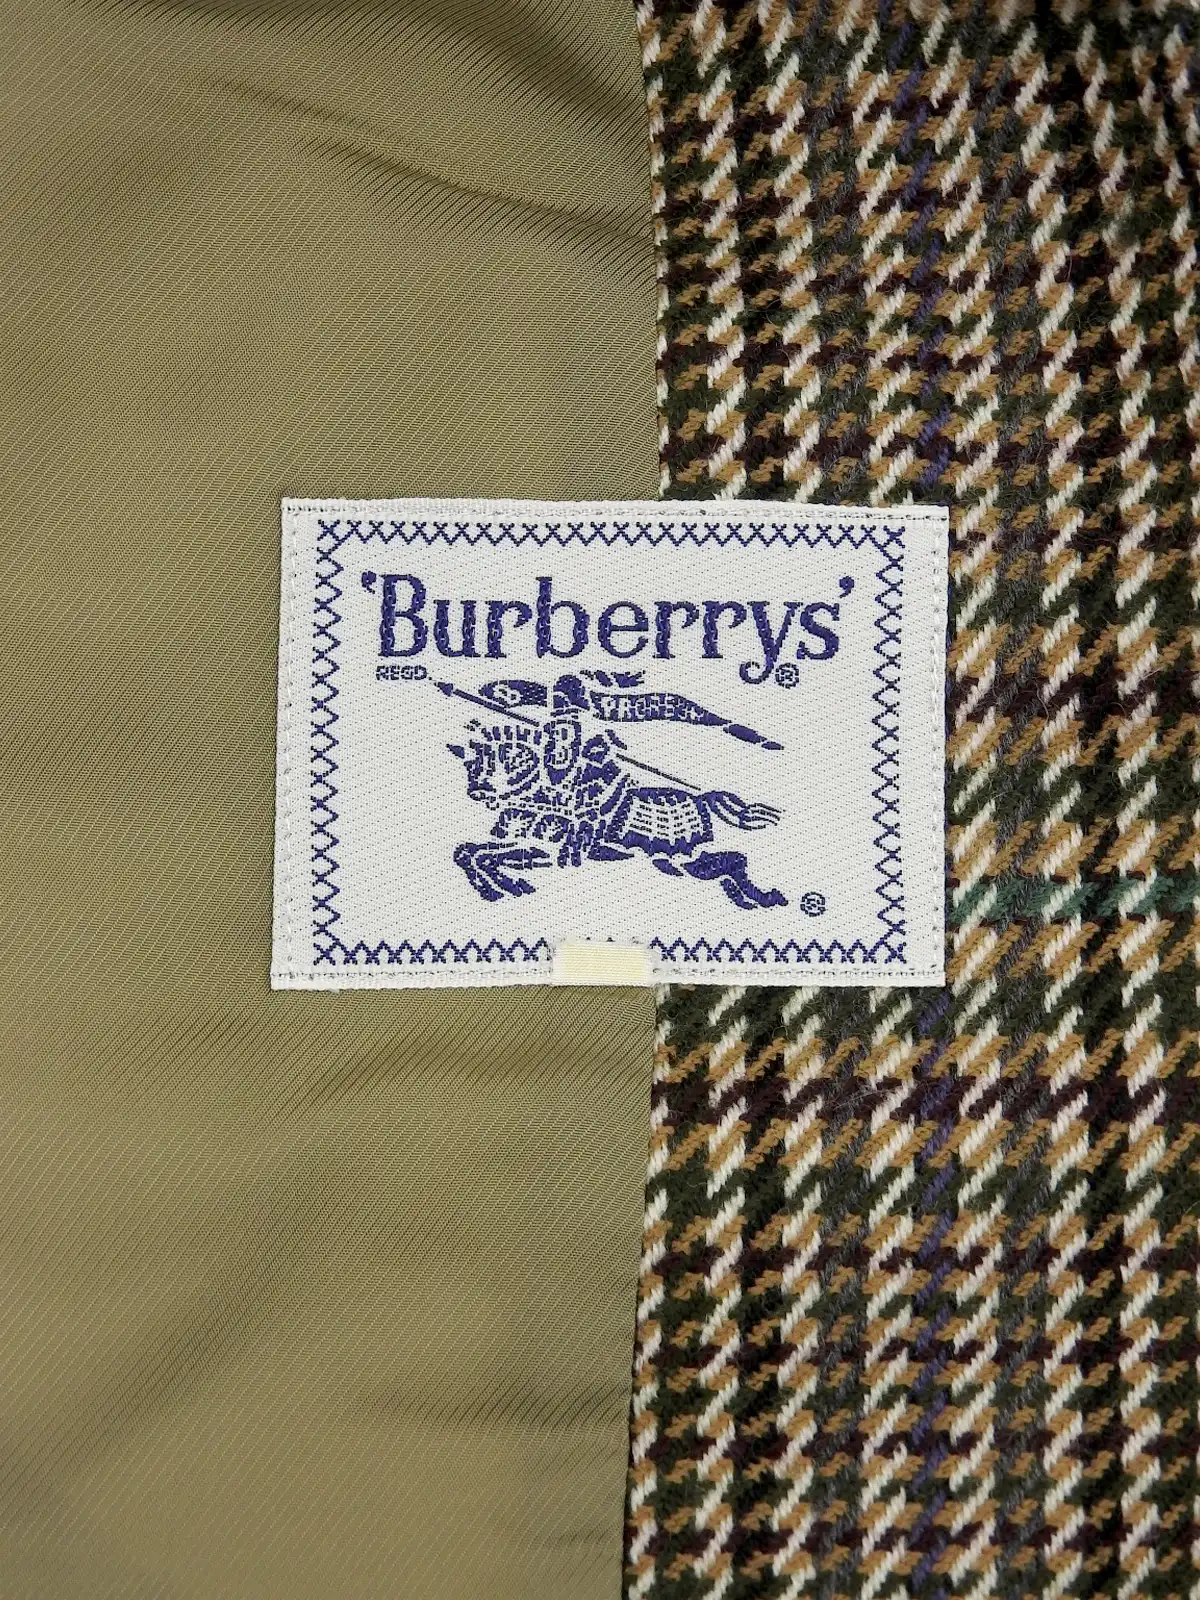 'Burberrys'
REGD ®
PRORSUM
®